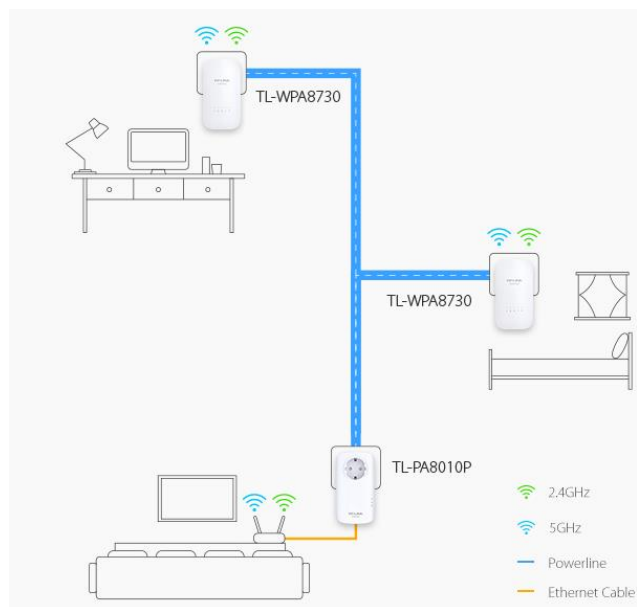 TL-WPA8730
TL-WPA8730
TL-PA8010P
2.4GHz
5GHz
Powerline
Ethernet Cable